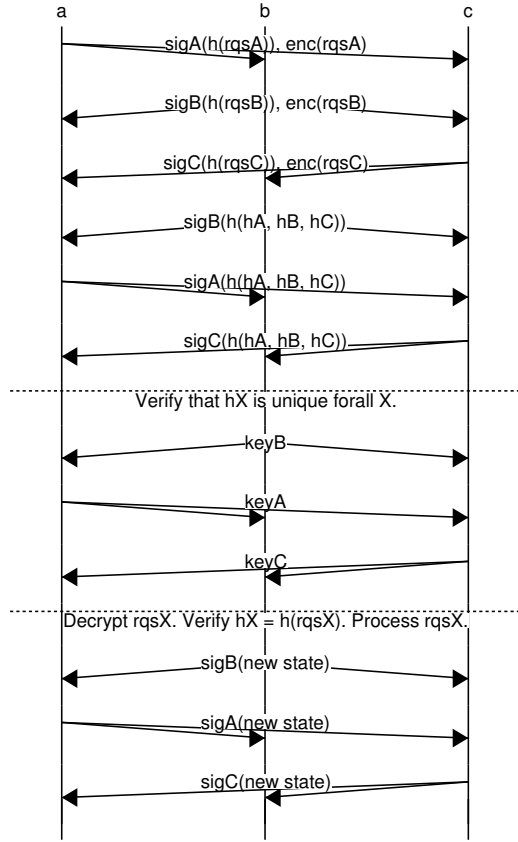 a b c
sigA(h(rqsA)), enc(rqsA)
sigB(h(rqsB)), enc(rqsB)
sigC(h(rqsC)), enc(rqsC)
sigB(h(hA, hB, hC))
sigA(h(hA, hB, hC))
sigC(h(hA, hB, hC))
Verify that hX is unique forall X.
keyB
keyA
keyC
Decrypt rqsX. Verify hX = h(rqsX). Process rqsX.
sigB(new state)
sigA(new state)
sigC(new state)